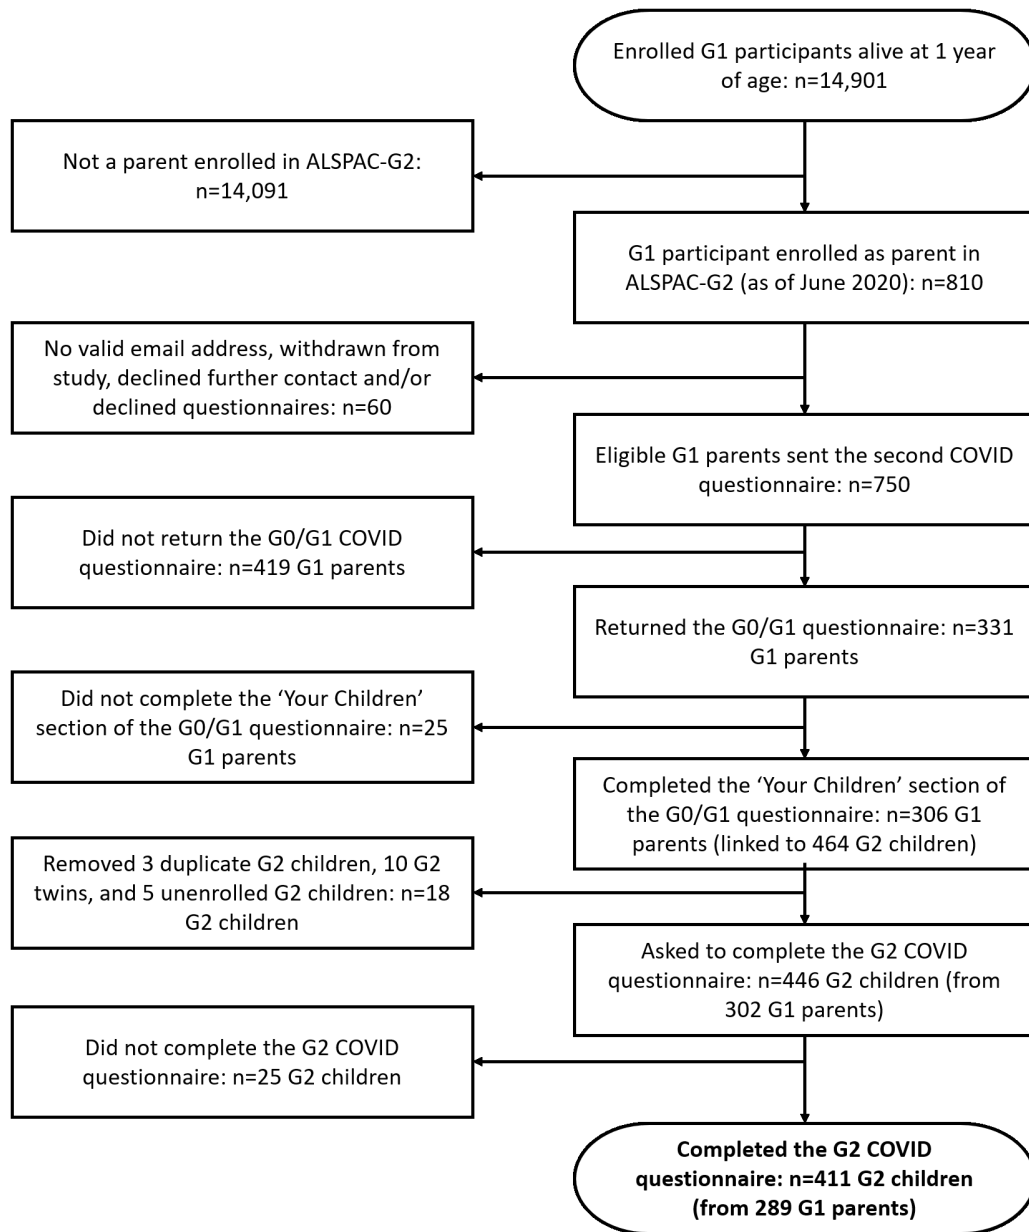 Enrolled G1 participants alive at 1 year
of age: n=14,901
Not a parent enrolled in ALSPAC-G2:
n=14,091
G1 participant enrolled as parent in
ALSPAC-G2 (as of June 2020): n=810
No valid email address, withdrawn from
study, declined further contact and/or
declined questionnaires: n=60
Eligible G1 parents sent the second COVID
questionnaire: n=750
Did not return the G0/G1 COVID
questionnaire: n=419 G1 parents
Returned the G0/G1 questionnaire: n=331
G1 parents
Did not complete the ‘Your Children’
section of the G0/G1 questionnaire: n=25
G1 parents
Completed the ‘Your Children’ section of
the G0/G1 questionnaire: n=306 G1
parents (linked to 464 G2 children)
Removed 3 duplicate G2 children, 10 G2
twins, and 5 unenrolled G2 children: n=18
G2 children
Asked to complete the G2 COVID
questionnaire: n=446 G2 children (from
302 G1 parents)
Did not complete the G2 COVID
questionnaire: n=25 G2 children
Completed the G2 COVID
questionnaire: n=411 G2 children
(from 289 G1 parents)